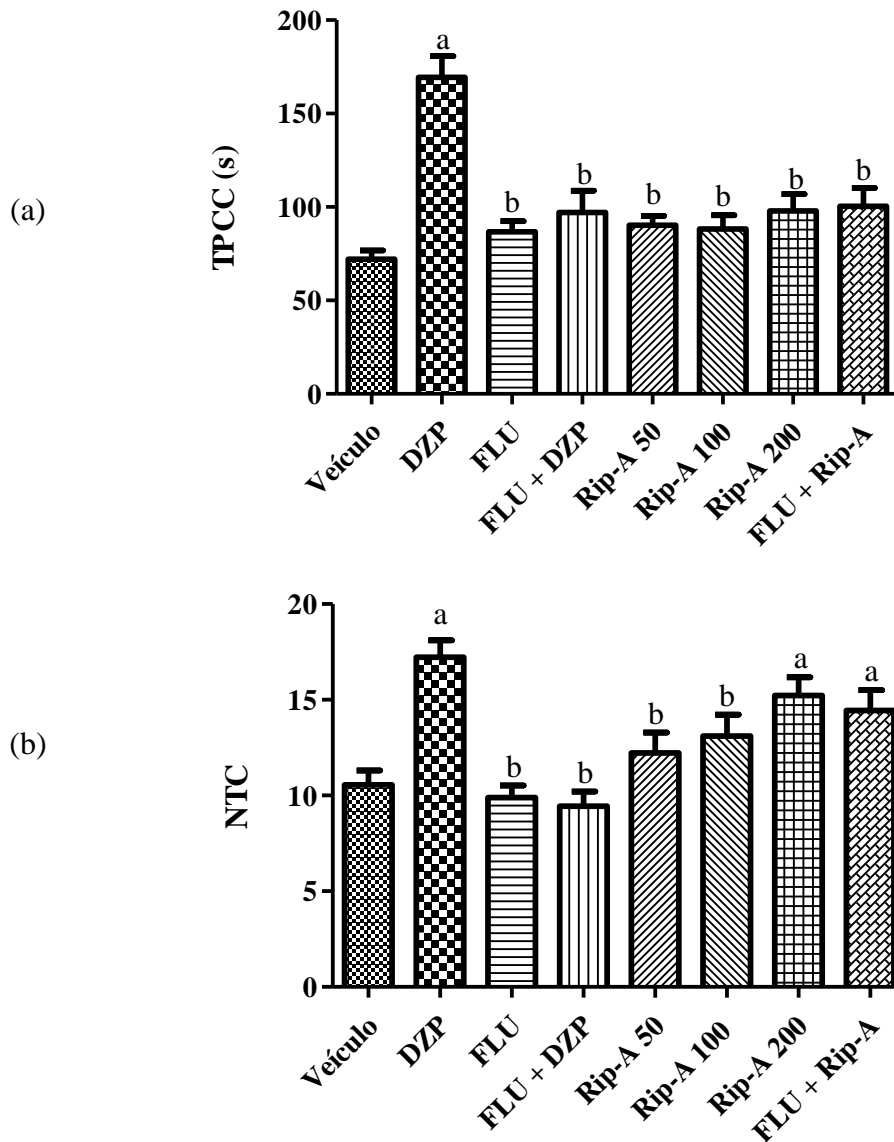 (a)
TPCC (s)
200
150
100
50
0
a
b
b
b
b
b
b
Veículo
DZP
FLU
FLU + DZP
Rip-A 50
Rip-A 100
Rip-A 200
FLU + Rip-A
(b)
NTC
20
15
10
5
0
a
b
b
b
b
a
a
Veículo
DZP
FLU
FLU + DZP
Rip-A 50
Rip-A 100
Rip-A 200
FLU + Rip-A